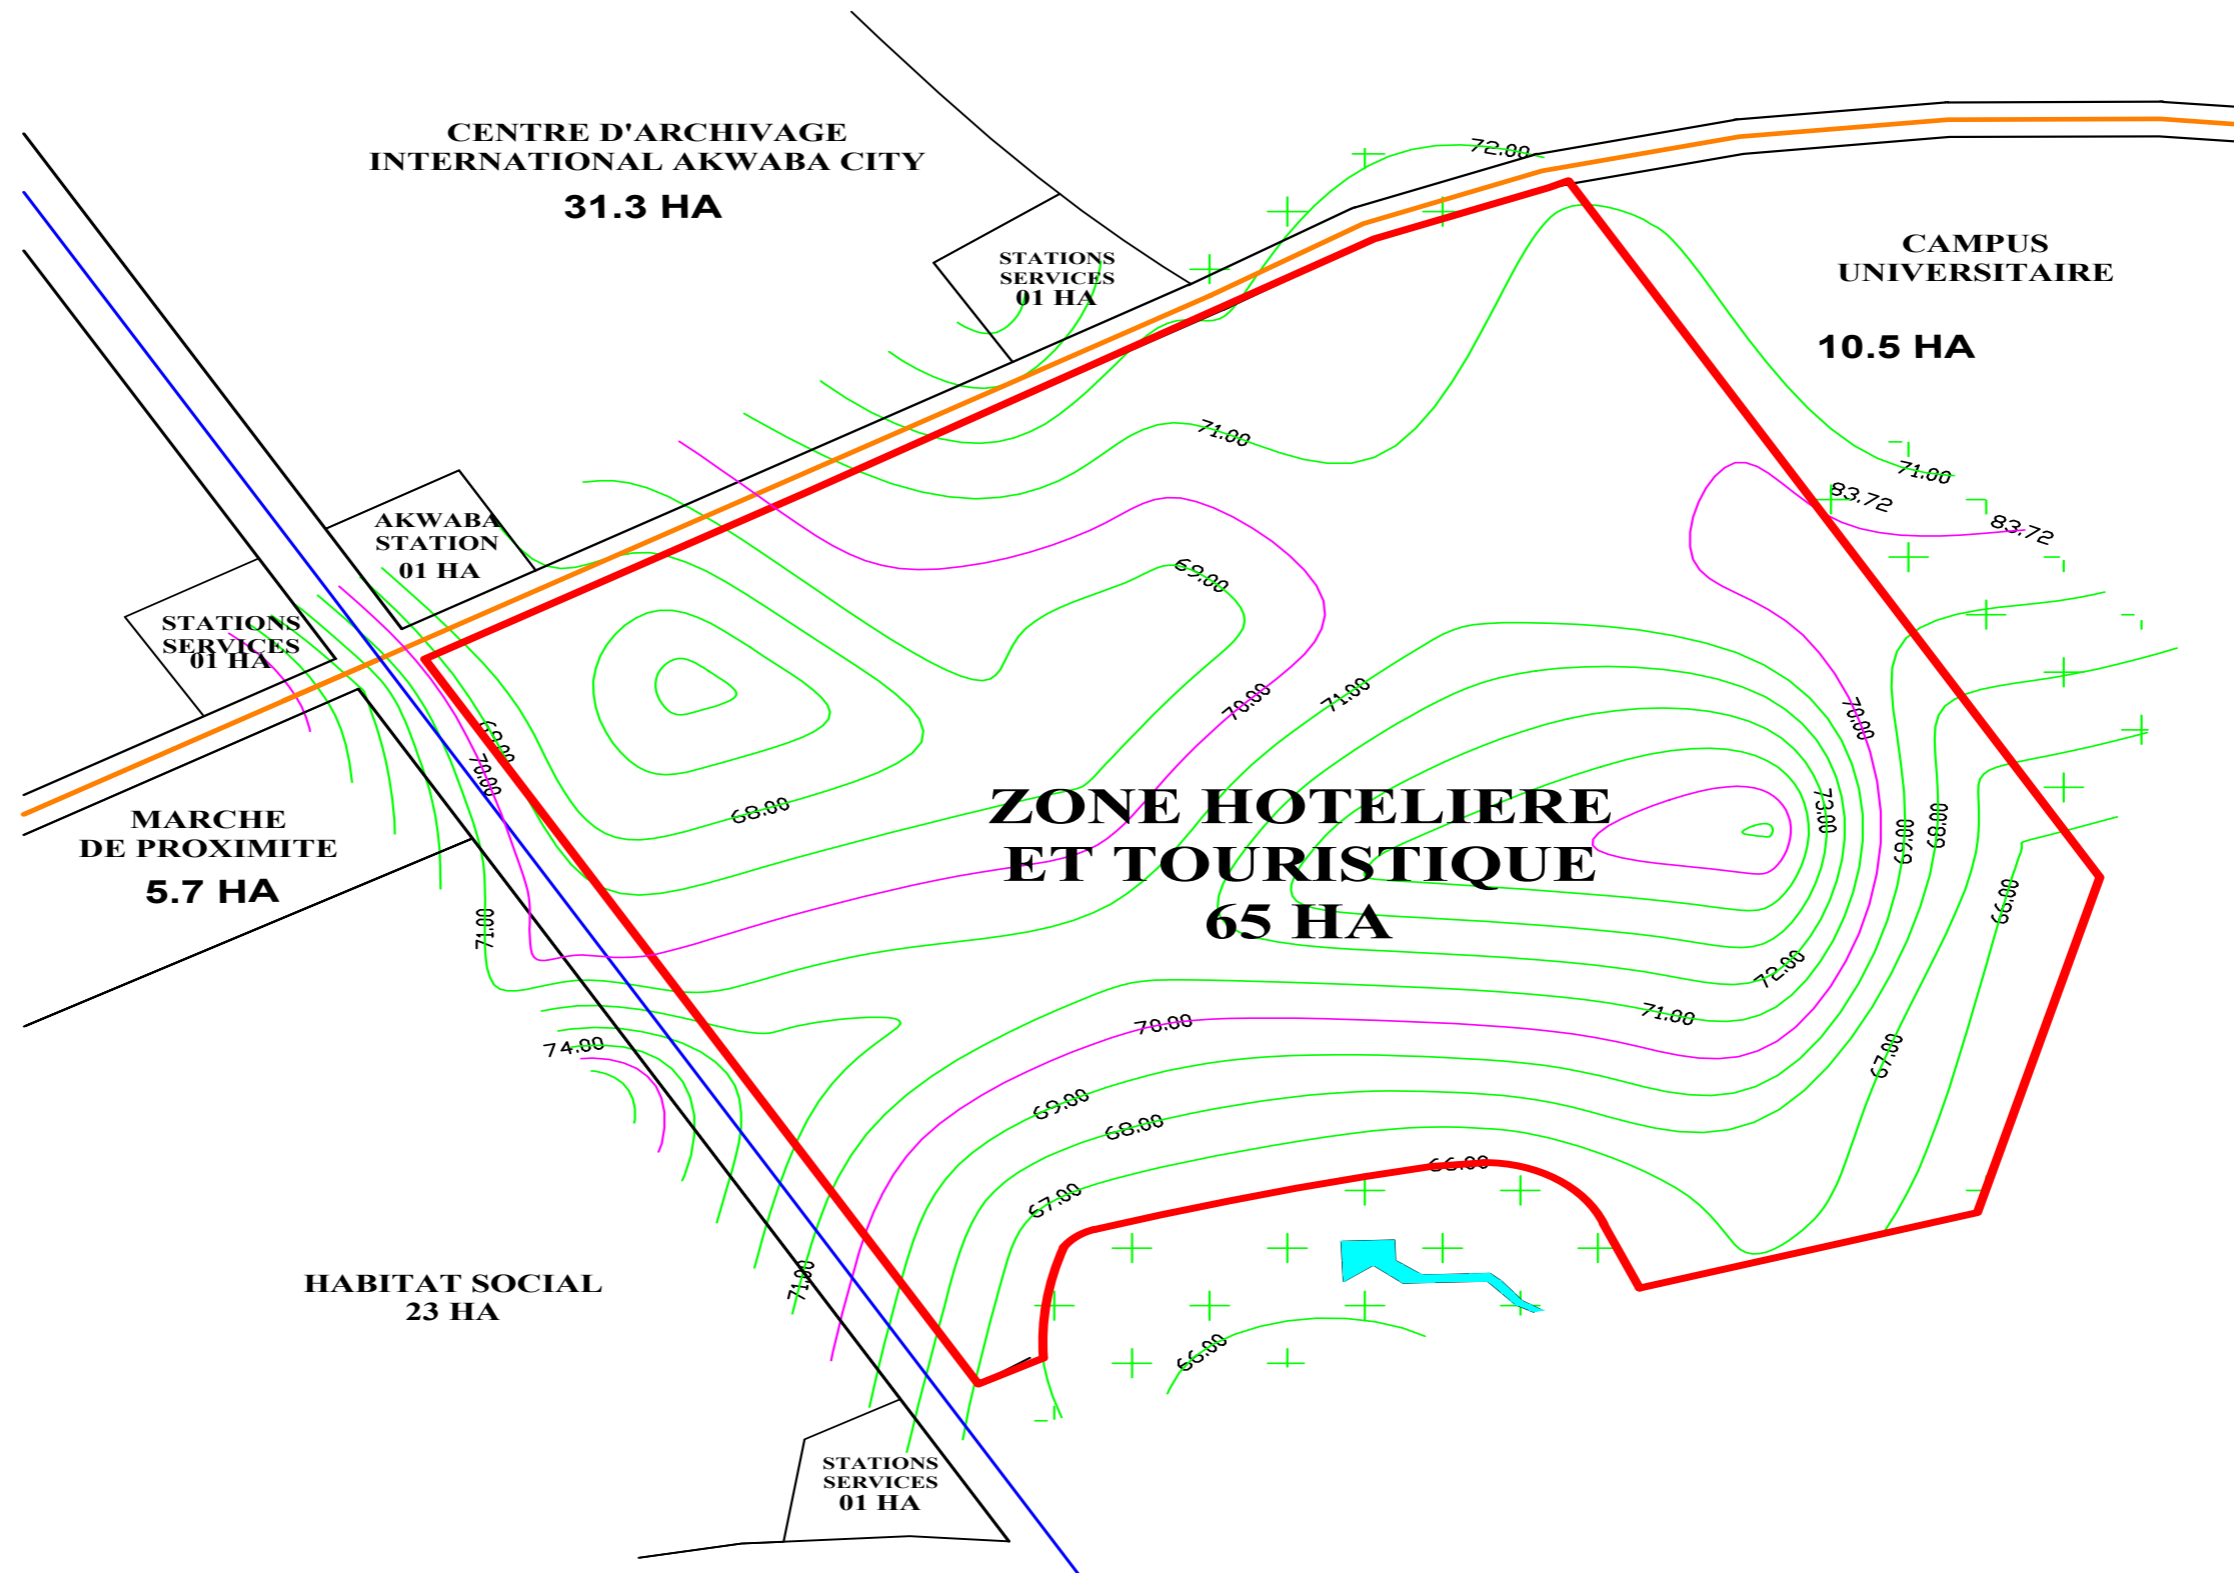 CENTRE D'ARCHIVAGE
INTERNATIONAL AKWABA CITY
31.3 HA
72.00
CAMPUS
UNIVERSITAIRE
10.5 HA
STATIONS
SERVICES
01 HA
71.00
71.00
83.72
83.72
AKWABA
STATION
01 HA
STATIONS
SERVICES
01 HA
69.00
70.00
71.00
70.00
69.00
70.00
68.00
73.00
69.00
68.00
MARCHE
DE PROXIMITE
5.7 HA
ZONE HOTELIERE
ET TOURISTIQUE
65 HA
71.00
66.00
72.00
70.00
71.00
74.00
67.00
69.00
68.00
66.00
67.00
71.00
HABITAT SOCIAL
23 HA
66.00
STATIONS
SERVICES
01 HA